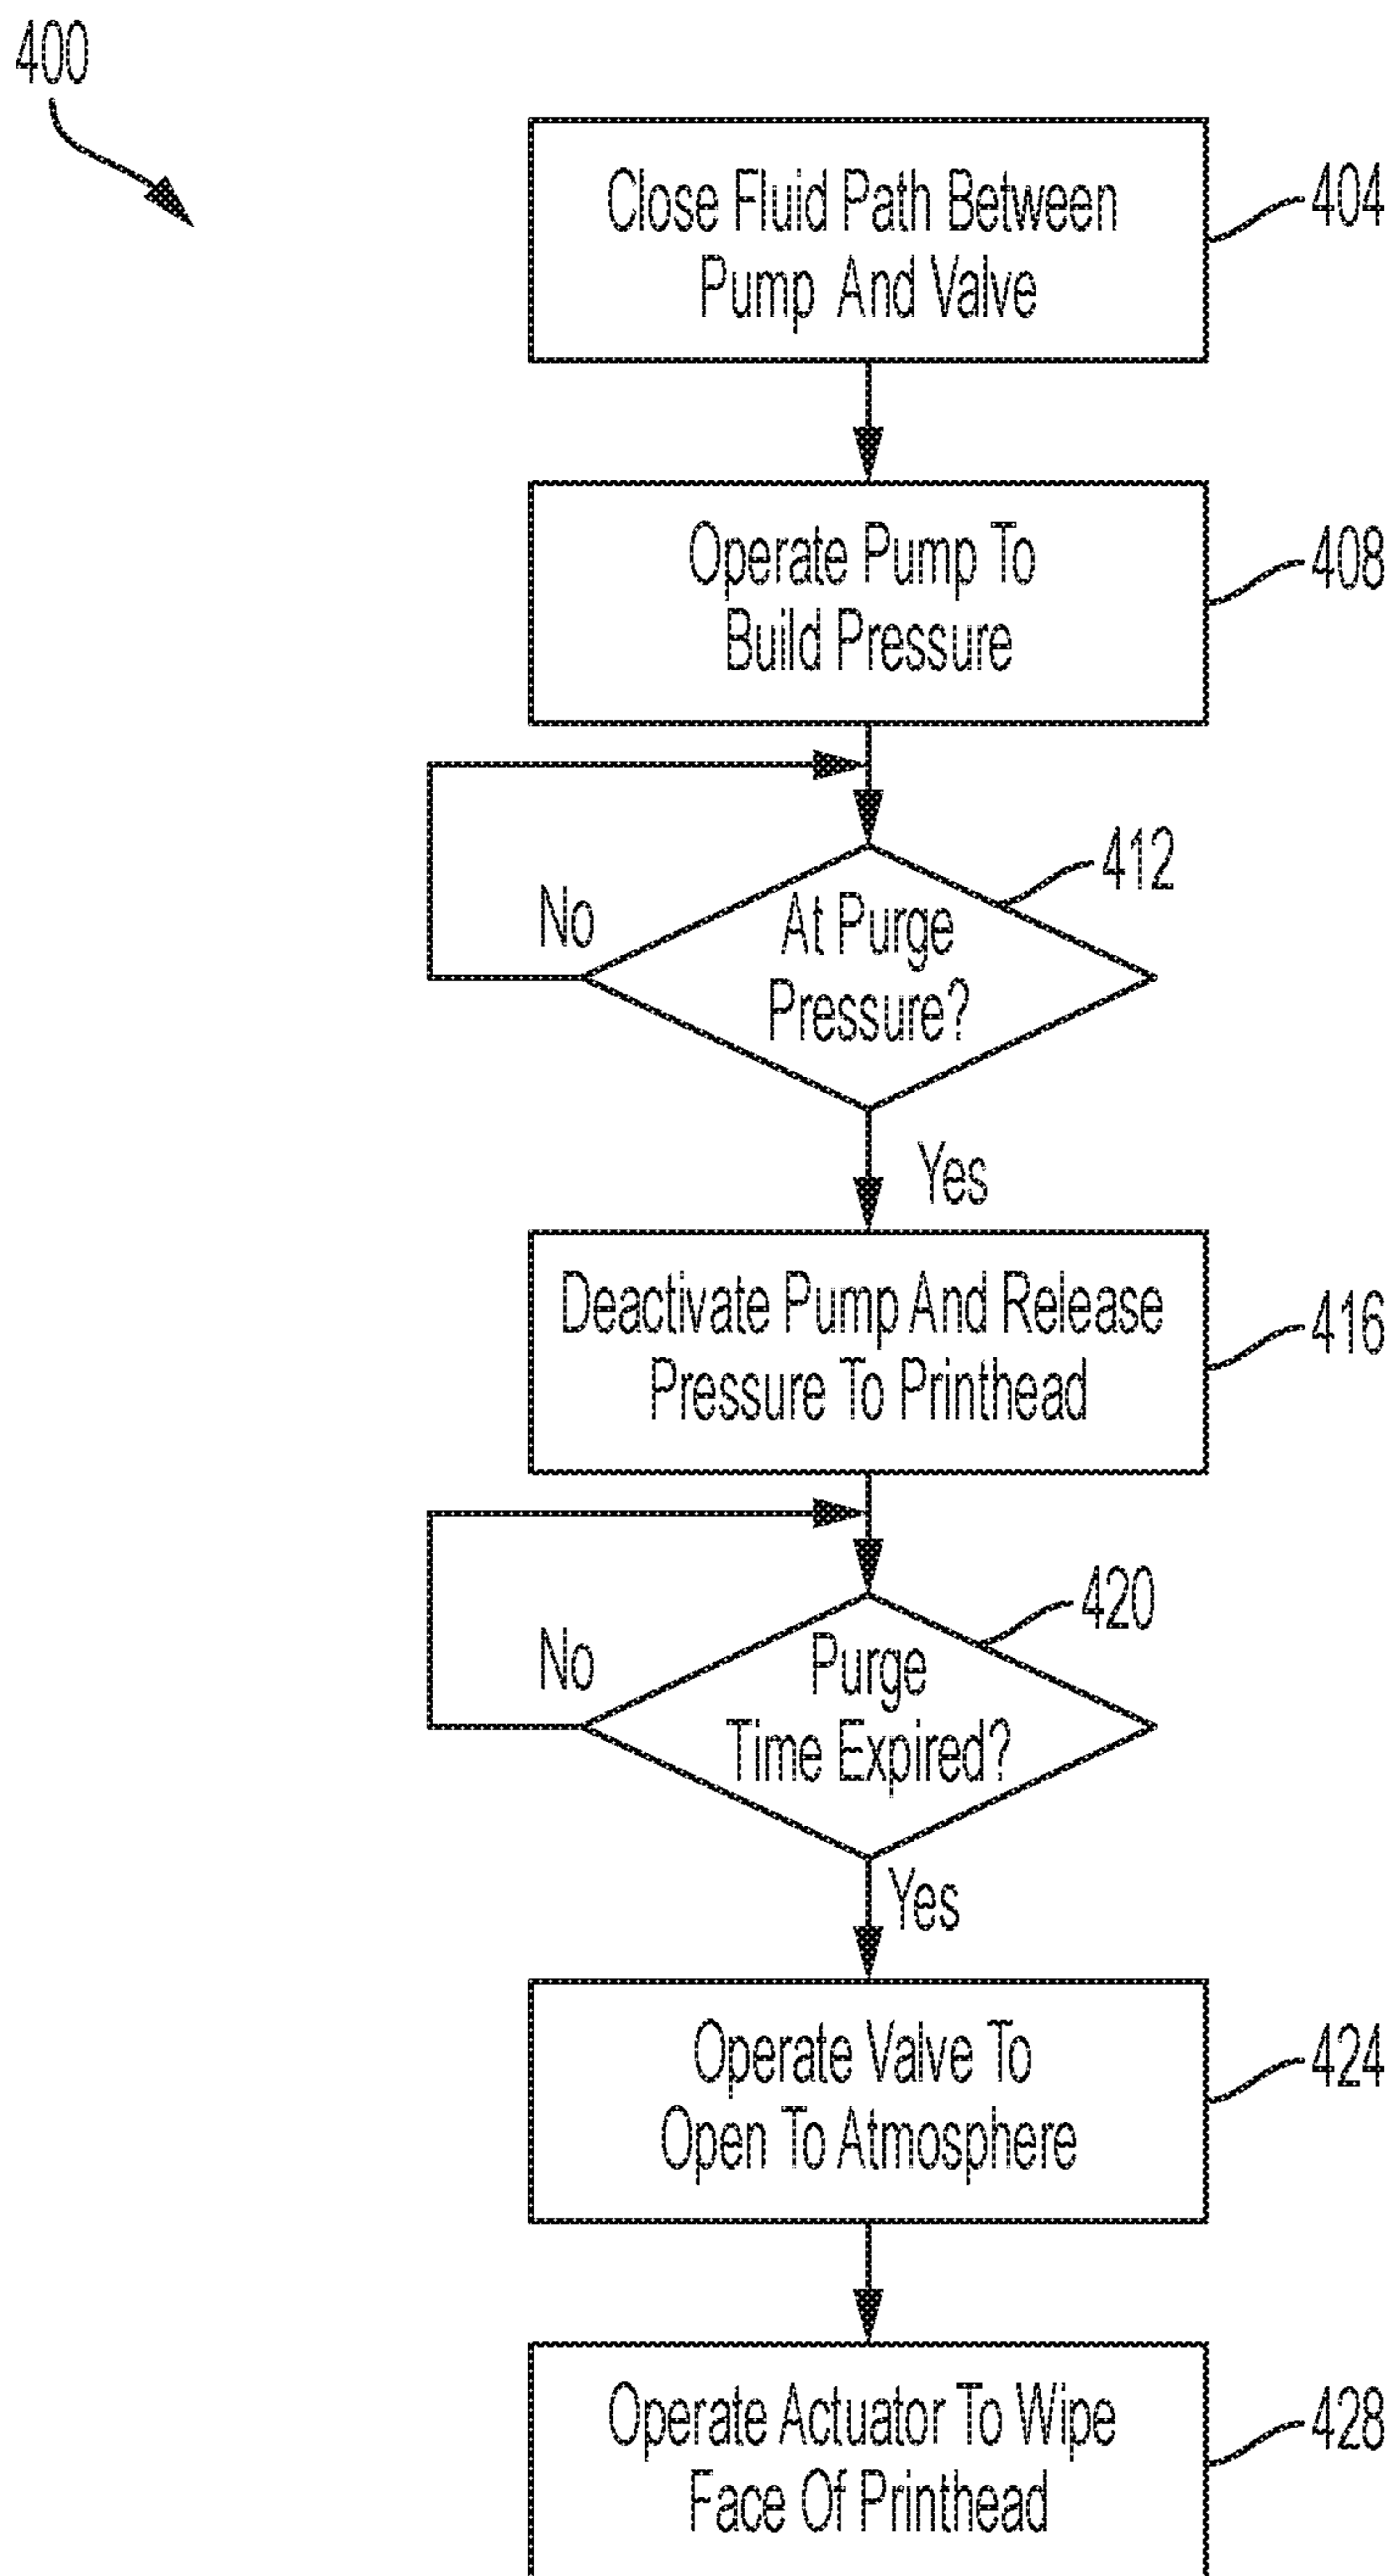 400
Close Fluid Path Between
Pump And Valve
404
Operate Pump To
Build Pressure
408
412
No
At Purge
Pressure?
Yes
Deactivate Pump And Release
Pressure To Printhead
416
420
No
Purge
Time Expired?
Yes
Operate Valve To
Open To Atmosphere
424
Operate Actuator To Wipe
Face Of Printhead
428